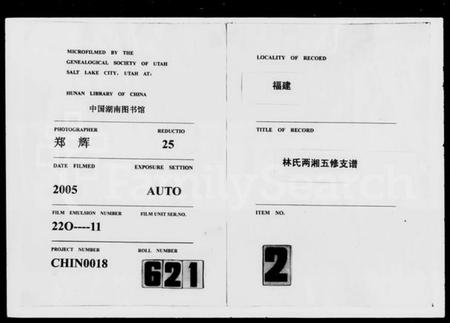 MICROFILMED BY THE
GENEALOGICAL SOCIETY OF UTAH
SALT LAKE CITY, UTAH AT:
HUNAN LIBRARY OF CHINA
中国湖南图书馆
PHOTOGRAPHER REDUCTIO
郑 辉 25
DATE FILMED EXPOSURE SETTION
2005 AUTO
FILM EMULSION NUMBER FILM UNIT SER.NO.
22O----11
PROJECT NUMBER ROLL NUMBER
CHIN0018 621
LOCALITY OF RECORD
福建
TITLE OF RECORD
林氏两湘五修支谱
ITEM NO.
2
FamilySearch